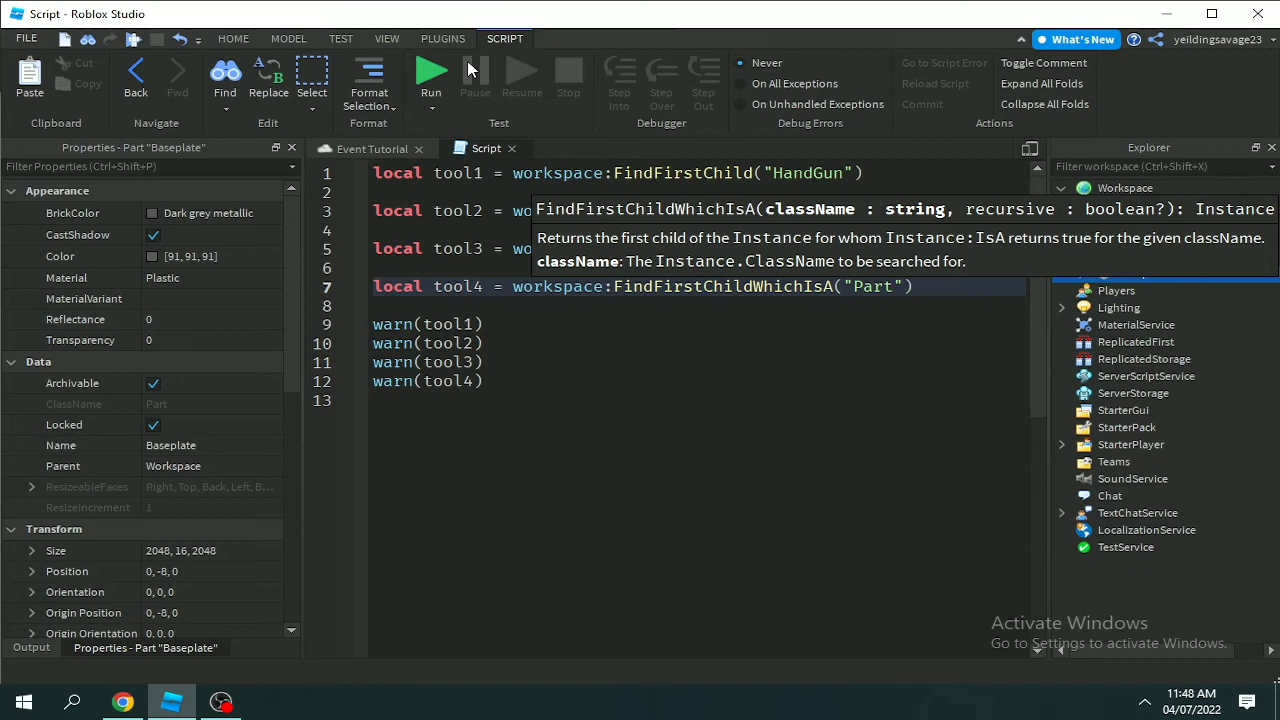 Script - Roblox Studio
FILE HOME MODEL TEST VIEW PLUGINS SCRIPT What's New yeildingsavage23
Paste Cut Copy Back Fwd Find Replace Select Format Selection Run Pause Resume Stop Step Into Step Over Step Out
Never
On All Exceptions
On Unhandled Exceptions
Go to Script Error
Reload Script
Commit
Toggle Comment
Expand All Folds
Collapse All Folds
Clipboard Navigate Edit Format Test Debugger Debug Errors Actions
Properties - Part "Baseplate"
Filter Properties (Ctrl+Shift+P)
Appearance
BrickColor Dark grey metallic
CastShadow
Color [91, 91, 91]
Material Plastic
MaterialVariant
Reflectance 0
Transparency 0
Data
Archivable
ClassName Part
Locked
Name Baseplate
Parent Workspace
ResizeableFaces Right, Top, Back, Left, B...
ResizeIncrement 1
Transform
Size 2048, 16, 2048
Position 0, -8, 0
Orientation 0, 0, 0
Origin Position 0, -8, 0
Origin Orientation 0, 0, 0
Output Properties - Part "Baseplate"
Event Tutorial Script
1 local tool1 = workspace:FindFirstChild("HandGun")
2
3 local tool2 = wo
4
5 local tool3 = wo
6
7 local tool4 = workspace:FindFirstChildWhichIsA("Part")
8
9 warn(tool1)
10 warn(tool2)
11 warn(tool3)
12 warn(tool4)
13
FindFirstChildWhichIsA(className : string, recursive : boolean?): Instance
Returns the first child of the Instance for whom Instance:IsA returns true for the given className.
className: The Instance.ClassName to be searched for.
Explorer
Filter workspace (Ctrl+Shift+X)
Workspace
Players
Lighting
MaterialService
ReplicatedFirst
ReplicatedStorage
ServerScriptService
ServerStorage
StarterGui
StarterPack
StarterPlayer
Teams
SoundService
Chat
TextChatService
LocalizationService
TestService
Activate Windows
Go to Settings to activate Windows.
11:48 AM
04/07/2022